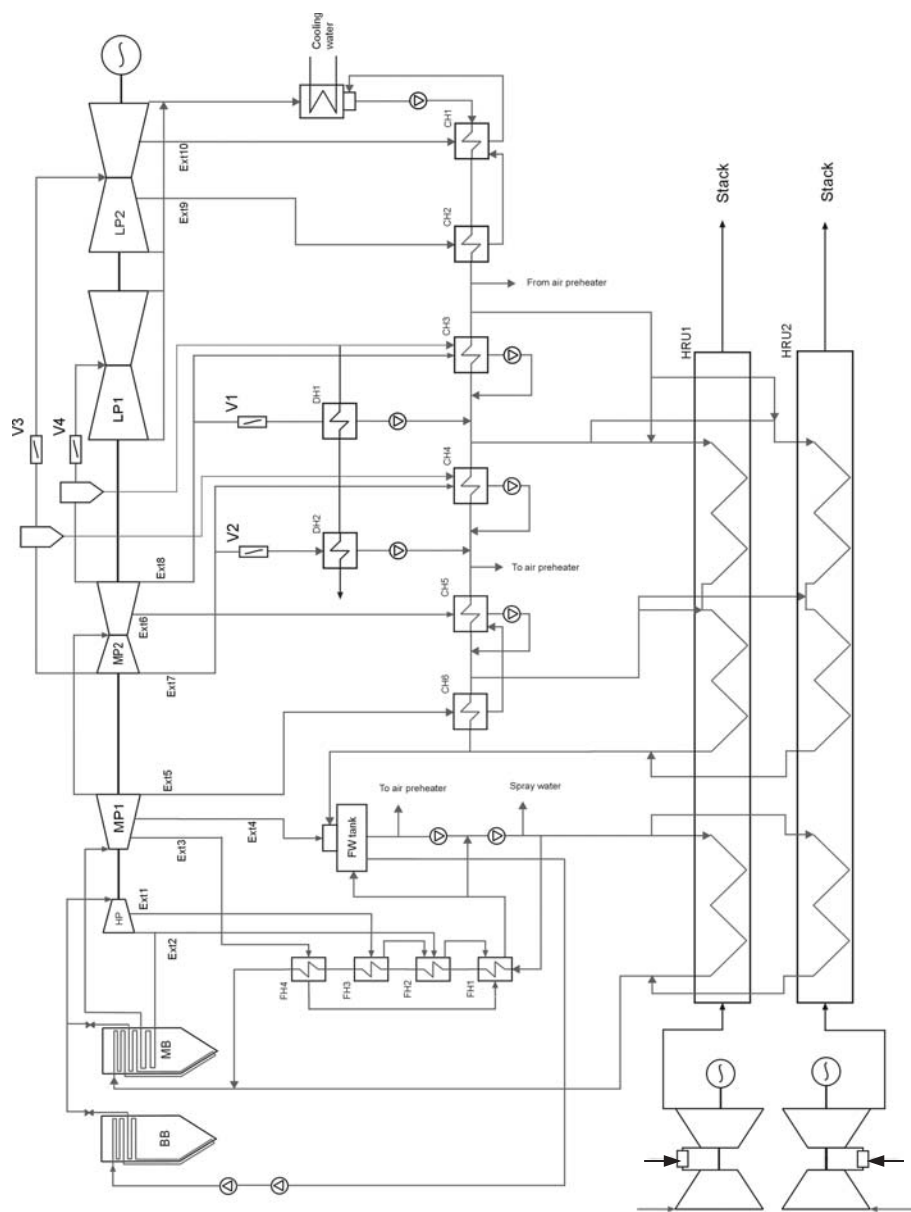 Cooling
water
CH1
Ext10
LP2
Ext9
CH2
Stack
Stack
From air preheater
V3
V4
LP1
V1
DH1
CH3
HRU1
HRU2
CH4
V2
DH2
Ext8
To air preheater
CH5
Ext6
MP2
Ext7
CH6
Ext5
MP1
Ext4
Ext3
To air preheater
Spray water
FW tank
HP
Ext1
Ext2
FH4
FH3
FH2
FH1
MB
BB